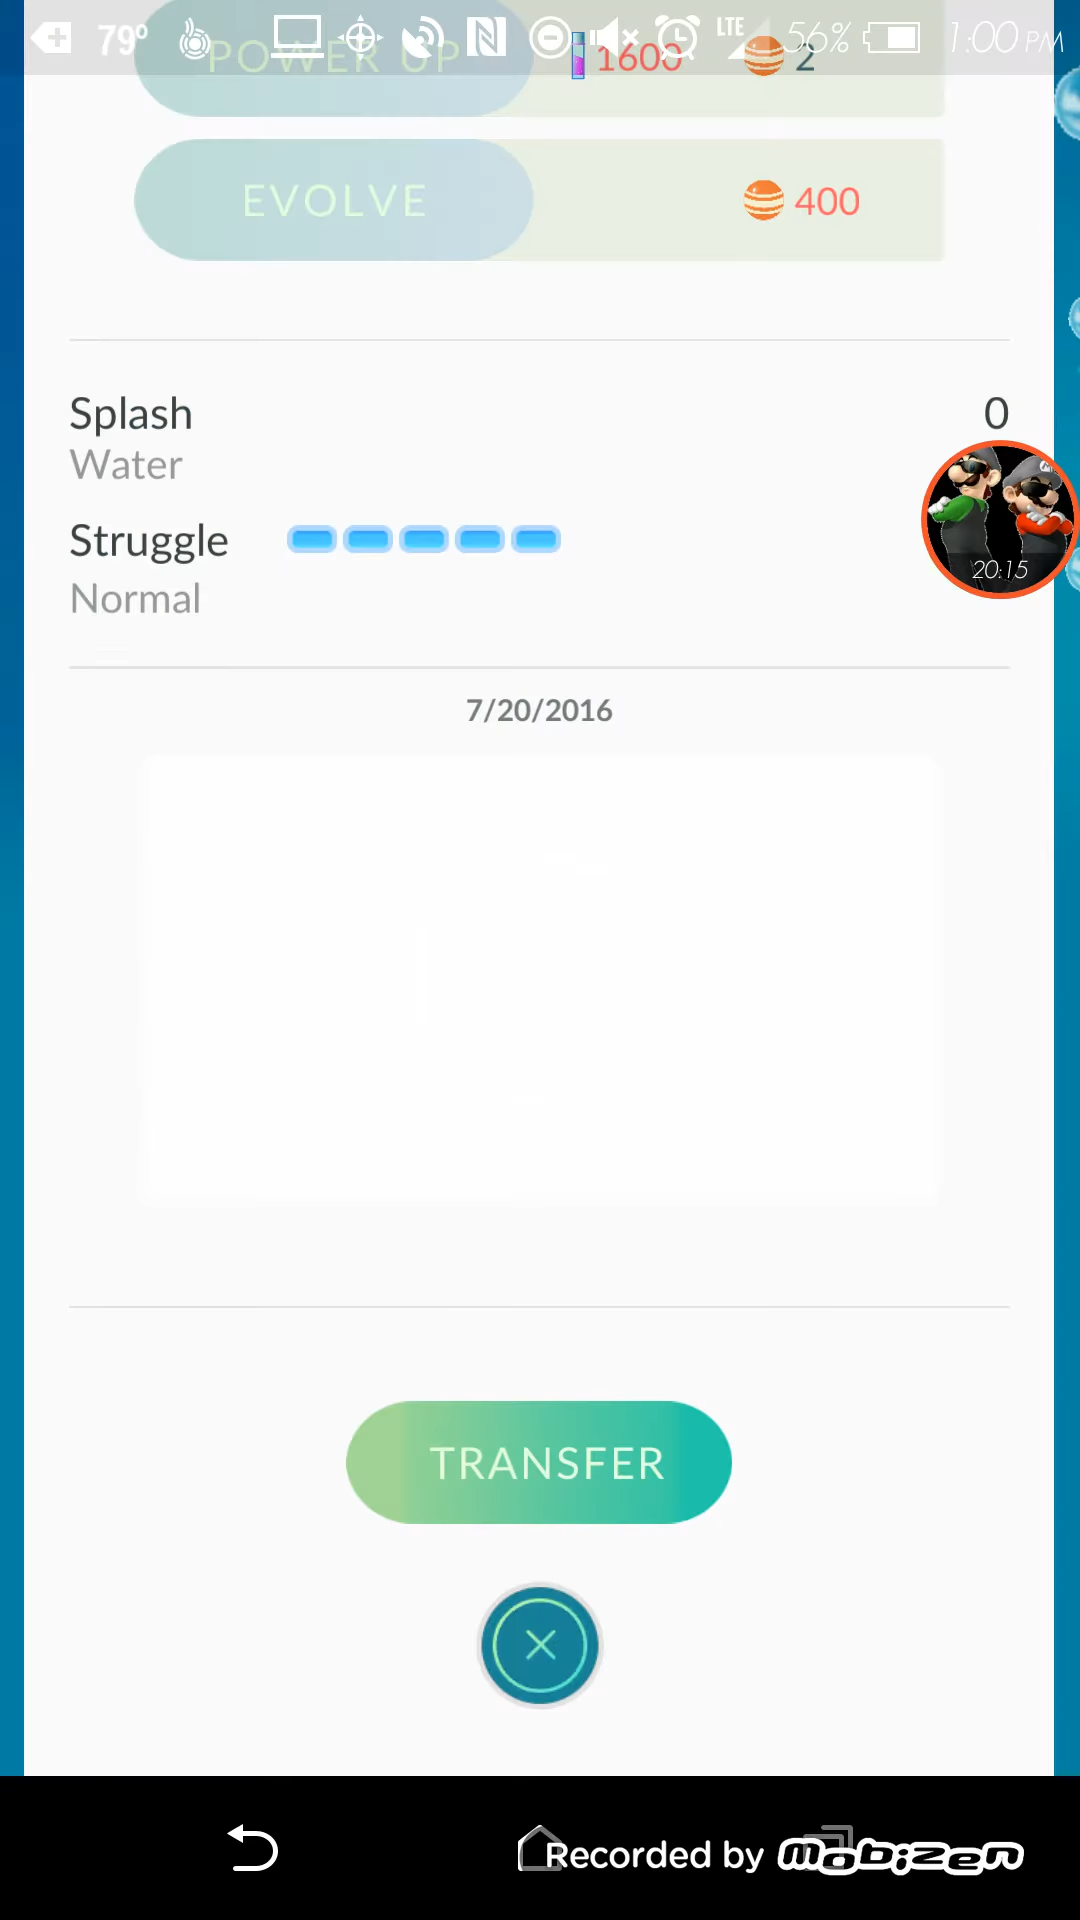 79° LTE 56% 1:00 PM
POWER UP 1600 2
EVOLVE 400
Splash 0
Water
Struggle
Normal
20:15
7/20/2016
TRANSFER
Recorded by mobizen